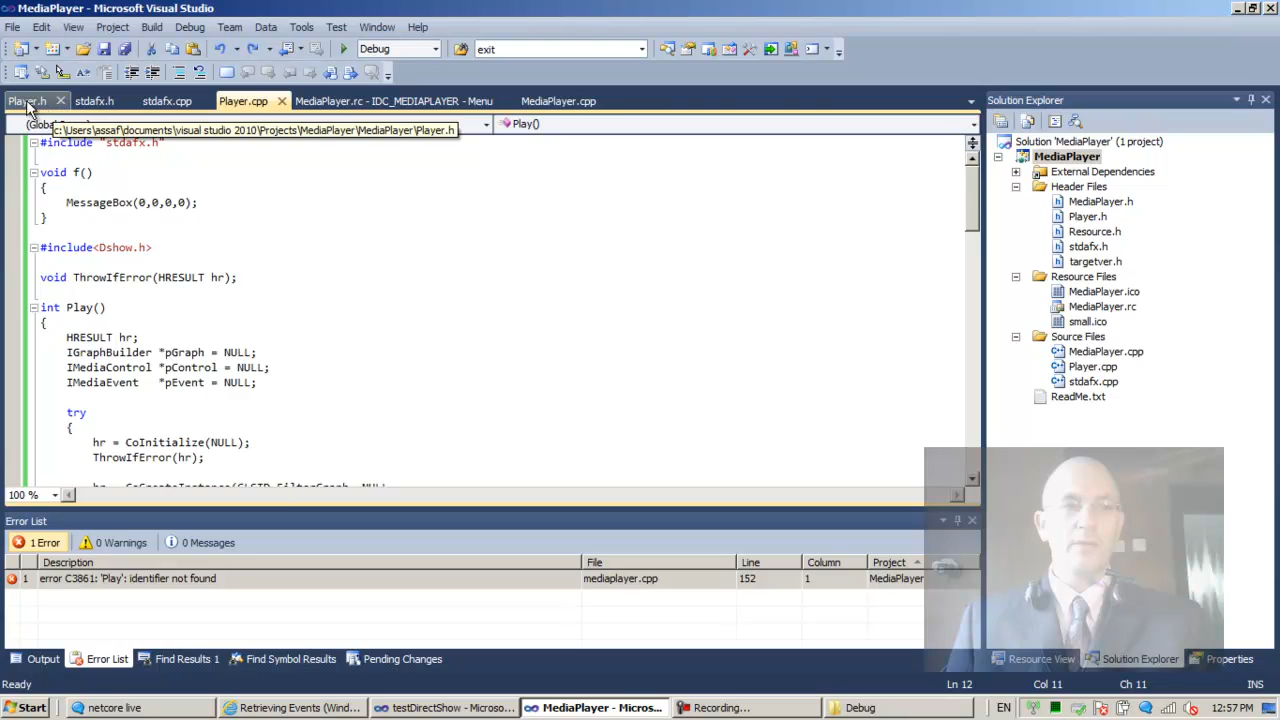 MediaPlayer - Microsoft Visual Studio
File Edit View Project Build Debug Team Data Tools Test Window Help
Debug exit
Player.h stdafx.h stdafx.cpp Player.cpp MediaPlayer.rc - IDC_MEDIAPLAYER - Menu MediaPlayer.cpp
Play()
c:\Users\assaf\documents\visual studio 2010\Projects\MediaPlayer\MediaPlayer\Player.h
#include "stdafx.h"
void f()
{
MessageBox(0,0,0,0);
}
#include<Dshow.h>
void ThrowIfError(HRESULT hr);
int Play()
{
HRESULT hr;
IGraphBuilder *pGraph = NULL;
IMediaControl *pControl = NULL;
IMediaEvent *pEvent = NULL;
try
{
hr = CoInitialize(NULL);
ThrowIfError(hr);
100 %
Solution Explorer
Solution 'MediaPlayer' (1 project)
MediaPlayer
External Dependencies
Header Files
MediaPlayer.h
Player.h
Resource.h
stdafx.h
targetver.h
Resource Files
MediaPlayer.ico
MediaPlayer.rc
small.ico
Source Files
MediaPlayer.cpp
Player.cpp
stdafx.cpp
ReadMe.txt
Error List
1 Error 0 Warnings 0 Messages
Description File Line Column Project
1 error C3861: 'Play': identifier not found mediaplayer.cpp 152 1 MediaPlayer
Output Error List Find Results 1 Find Symbol Results Pending Changes
Resource View Solution Explorer Properties
Ready Ln 12 Col 11 Ch 11 INS
Start netcore live Retrieving Events (Wind... testDirectShow - Microso... MediaPlayer - Micros... Recording... Debug EN 12:57 PM